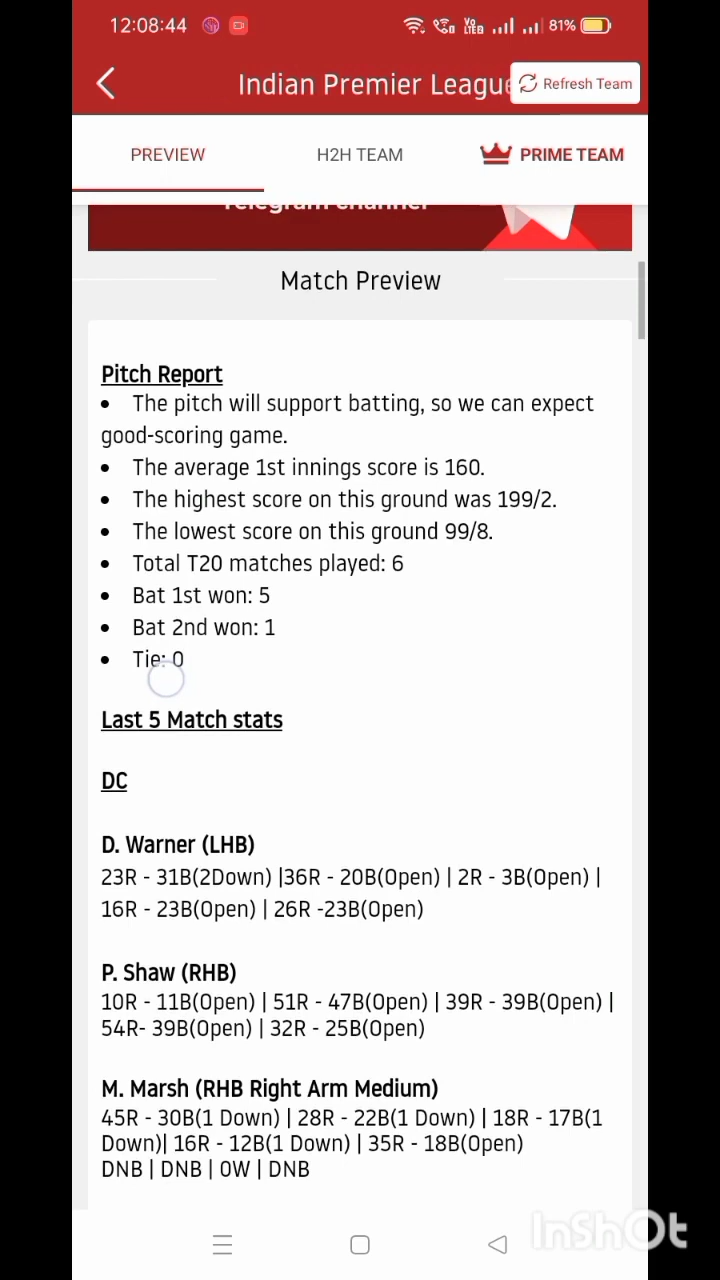 12:08:44
Vo LTE2 81%
Indian Premier League
Refresh Team
PREVIEW H2H TEAM PRIME TEAM
Telegram channel
Match Preview
Pitch Report
• The pitch will support batting, so we can expect
good-scoring game.
• The average 1st innings score is 160.
• The highest score on this ground was 199/2.
• The lowest score on this ground 99/8.
• Total T20 matches played: 6
• Bat 1st won: 5
• Bat 2nd won: 1
• Tie: 0
Last 5 Match stats
DC
D. Warner (LHB)
23R - 31B(2Down) |36R - 20B(Open) | 2R - 3B(Open) |
16R - 23B(Open) | 26R -23B(Open)
P. Shaw (RHB)
10R - 11B(Open) | 51R - 47B(Open) | 39R - 39B(Open) |
54R- 39B(Open) | 32R - 25B(Open)
M. Marsh (RHB Right Arm Medium)
45R - 30B(1 Down) | 28R - 22B(1 Down) | 18R - 17B(1
Down)| 16R - 12B(1 Down) | 35R - 18B(Open)
DNB | DNB | 0W | DNB
InShOt